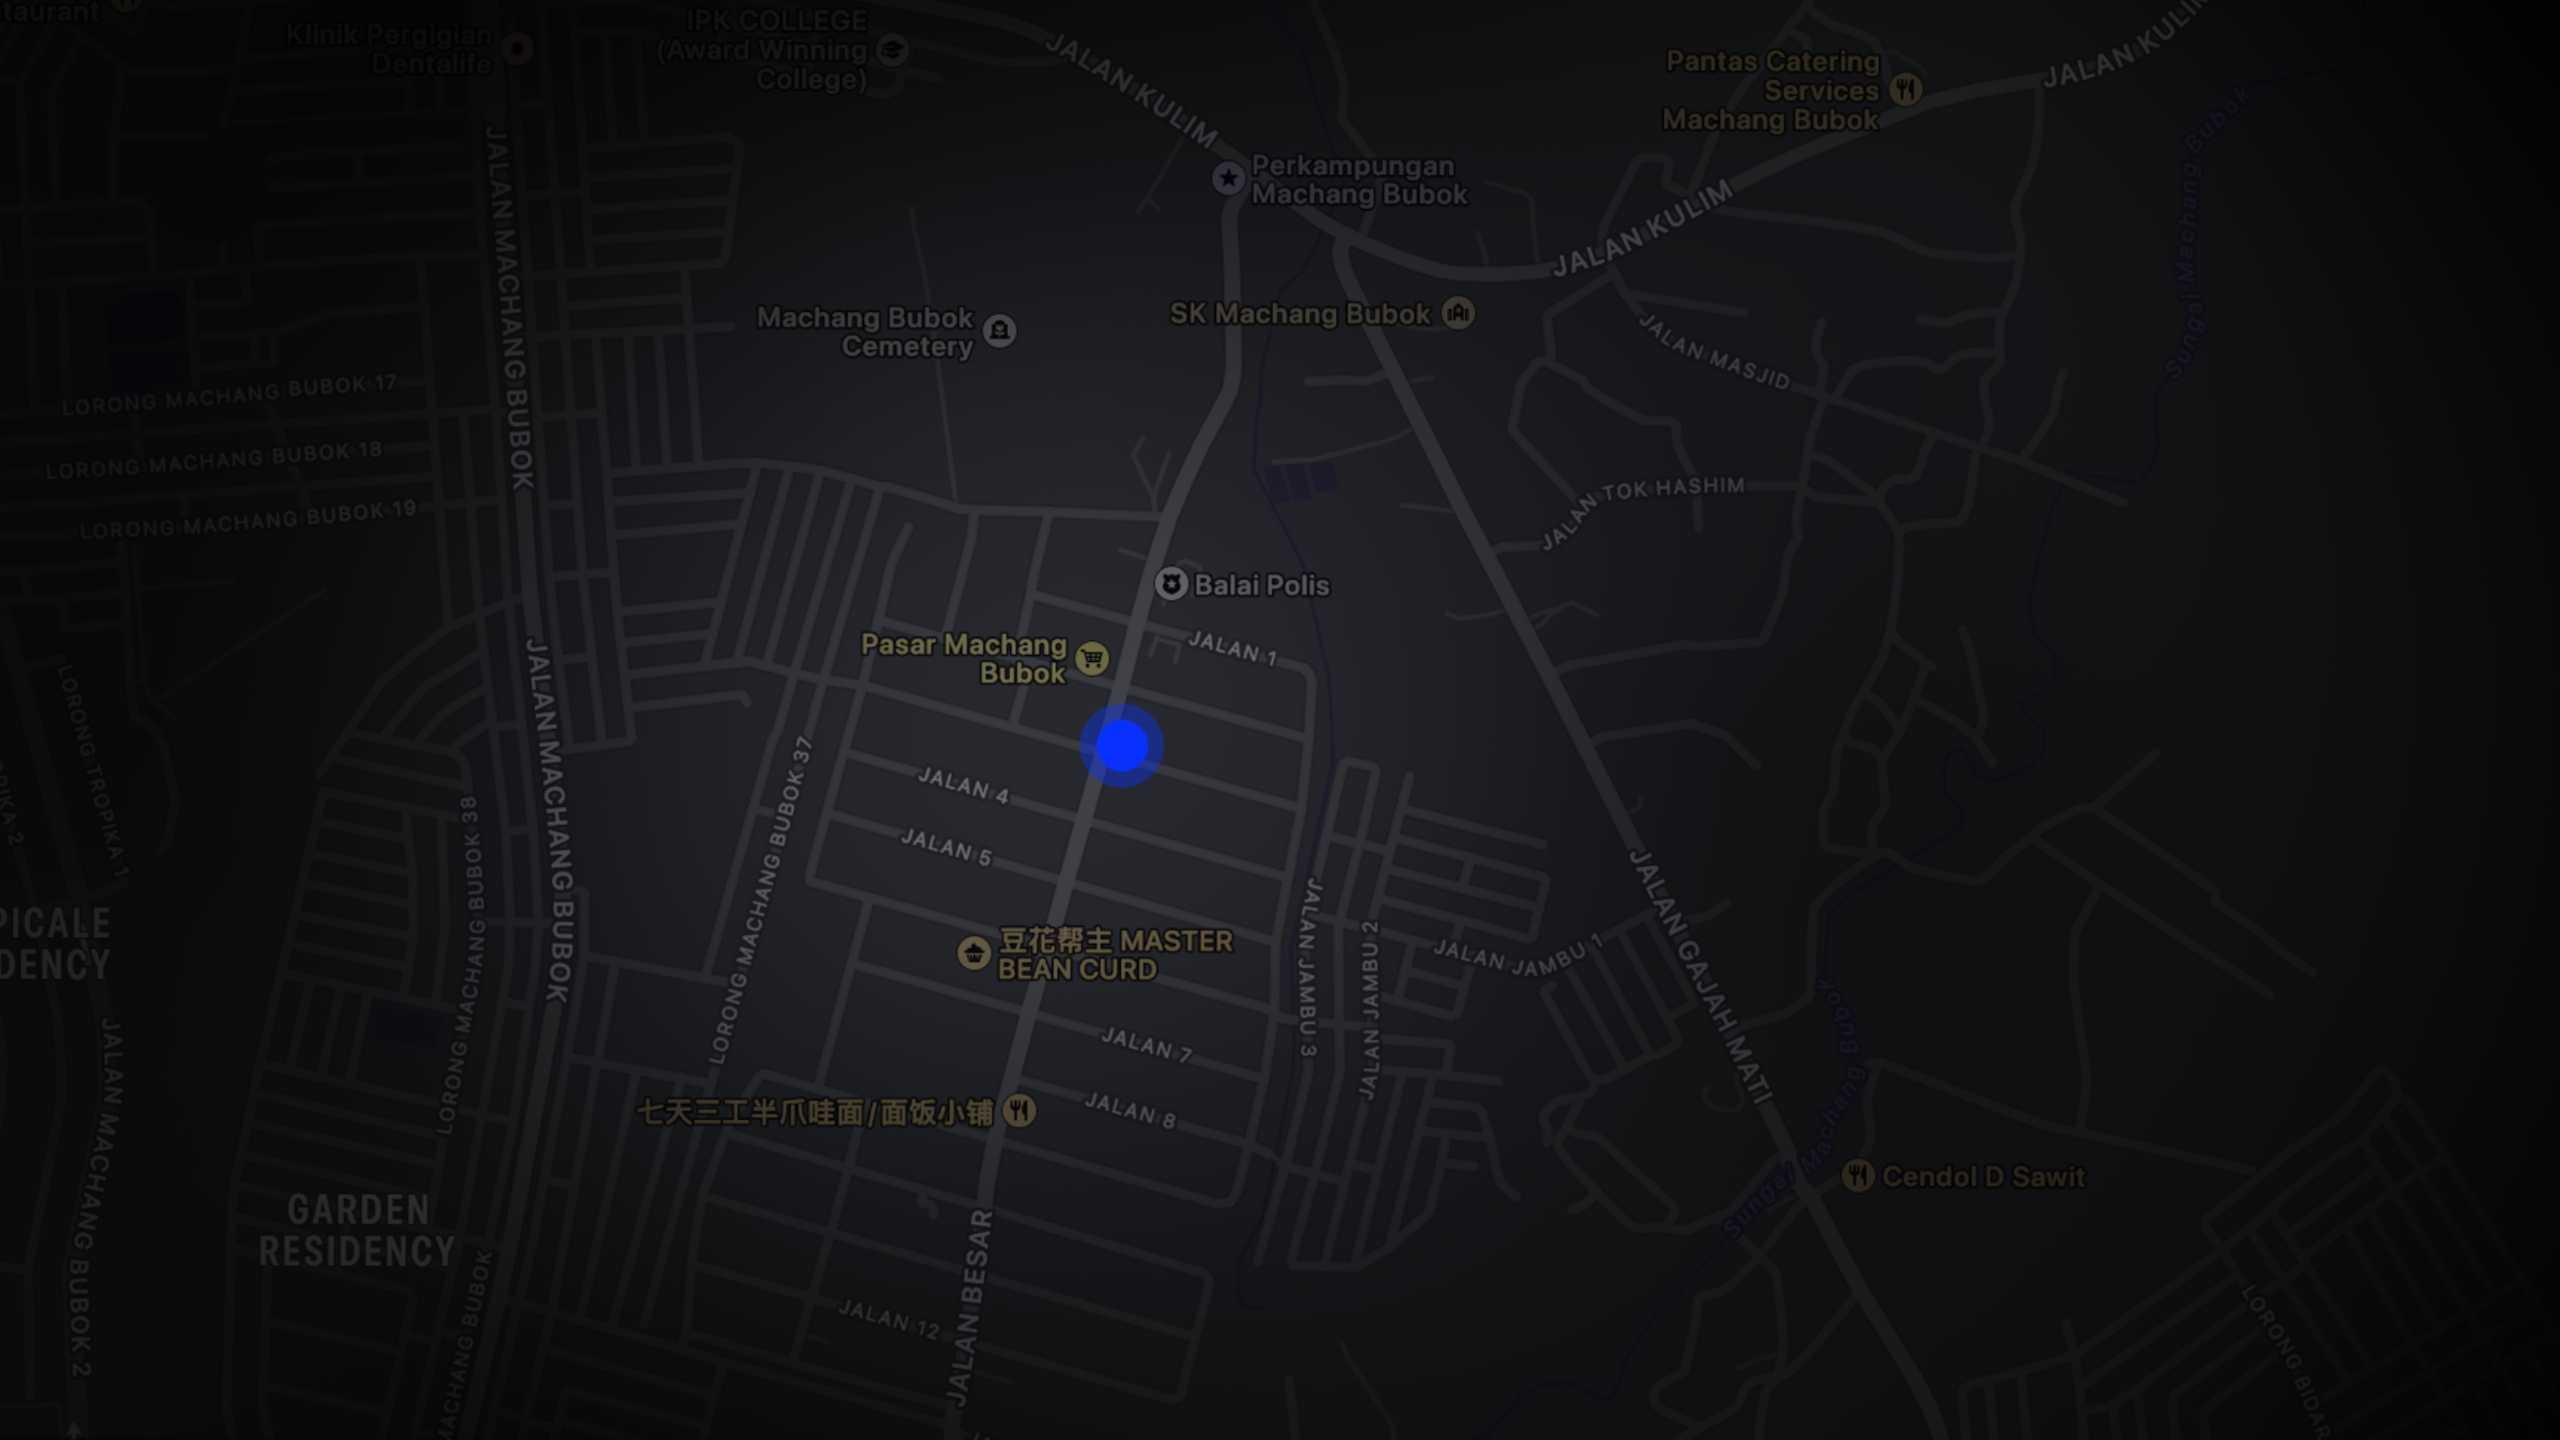 staurant
Klinik Pergigian
Dentalife
IPK COLLEGE
(Award Winning
College)
JALAN KULIM
Pantas Catering
Services
Machang Bubok
JALAN KULIM
Perkampungan
Machang Bubok
JALAN KULIM
Sungai Machang Bubok
JALAN MACHANG BUBOK
Machang Bubok
Cemetery
SK Machang Bubok
JALAN MASJID
LORONG MACHANG BUBOK 17
LORONG MACHANG BUBOK 18
LORONG MACHANG BUBOK 19
JALAN TOK HASHIM
Balai Polis
JALAN 1
Pasar Machang
Bubok
JALAN MACHANG BUBOK
LORONG TROPIKA 1
OPIKA 2
LORONG MACHANG BUBOK 37
LORONG MACHANG BUBOK 38
JALAN 4
JALAN 5
PICALE
DENCY
豆花帮主 MASTER
BEAN CURD
JALAN JAMBU 3
JALAN JAMBU 2
JALAN JAMBU 1
JALAN GAJAH MATI
JALAN 7
JALAN 8
七天三工半爪哇面/面饭小铺
Sungai Machang Bubok
Cendol D Sawit
GARDEN
RESIDENCY
JALAN MACHANG BUBOK 2
MACHANG BUBOK
JALAN BESAR
JALAN 12
LORONG BIDAR